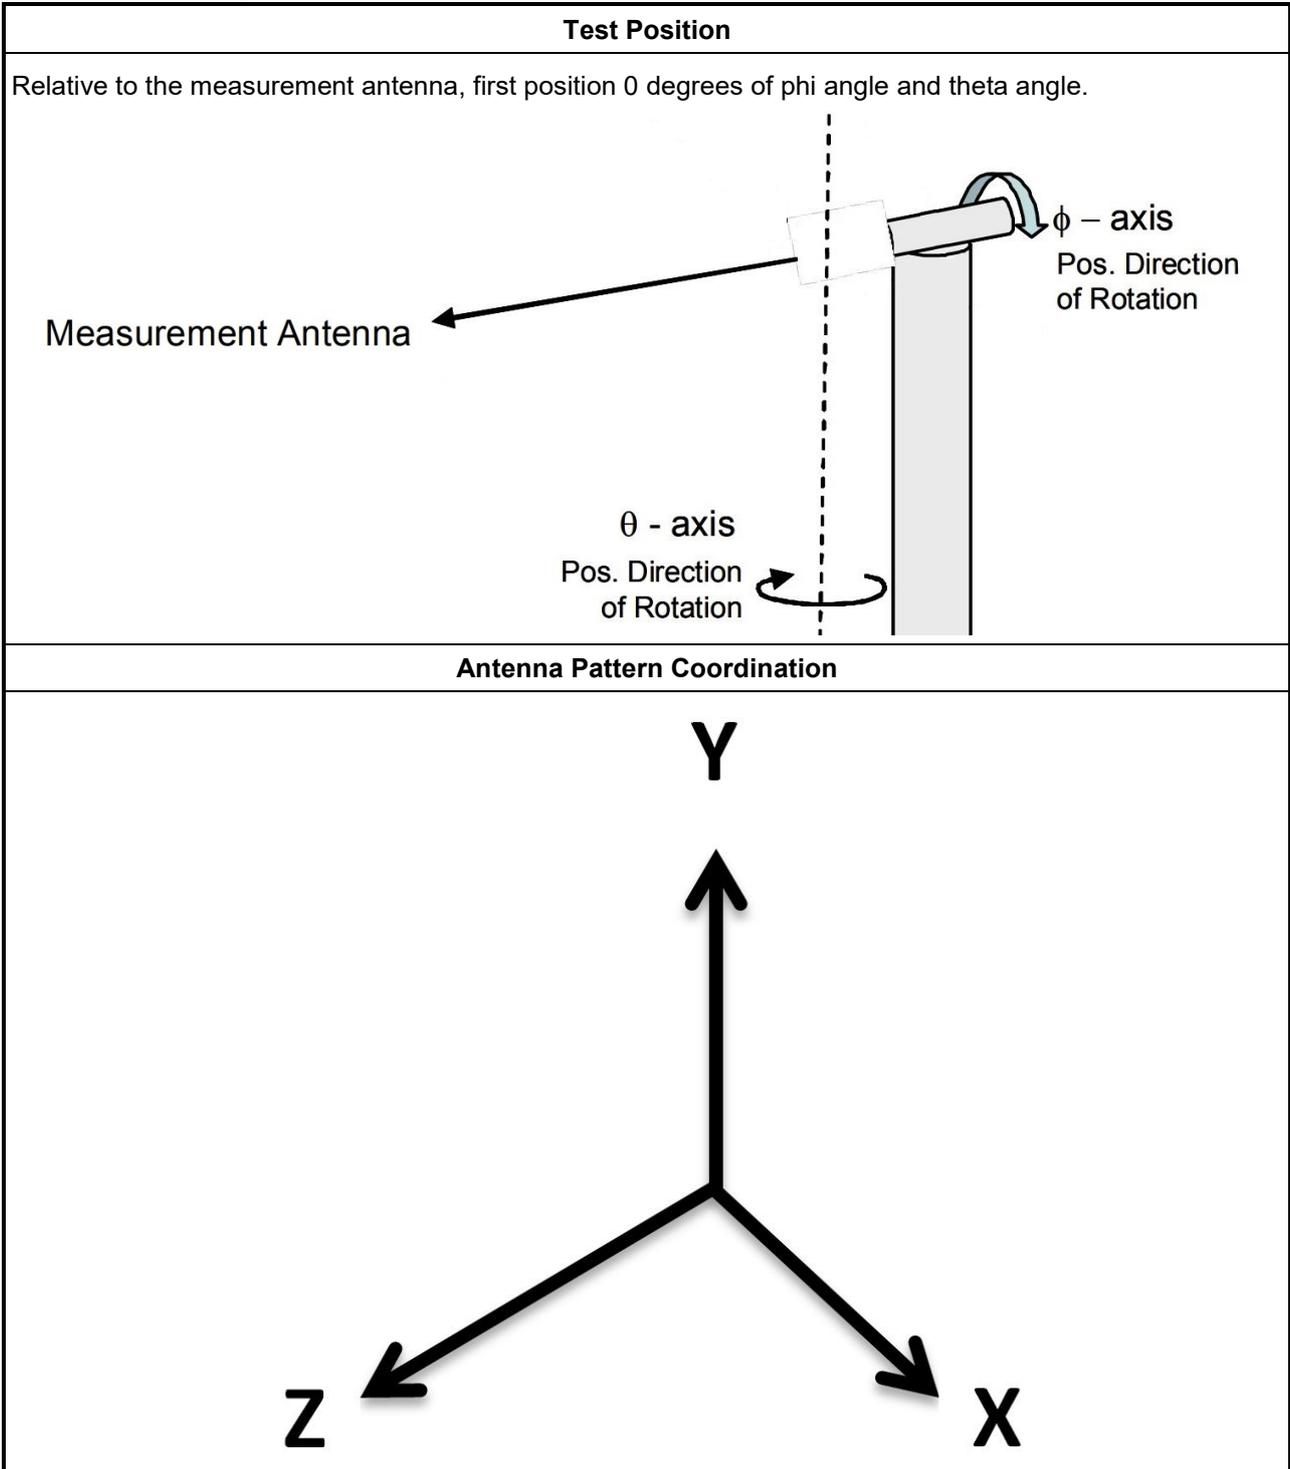 Test Position
Relative to the measurement antenna, first position 0 degrees of phi angle and theta angle.
ϕ – axis
Pos. Direction
of Rotation
Measurement Antenna
θ - axis
Pos. Direction
of Rotation
Antenna Pattern Coordination
Y
Z
X